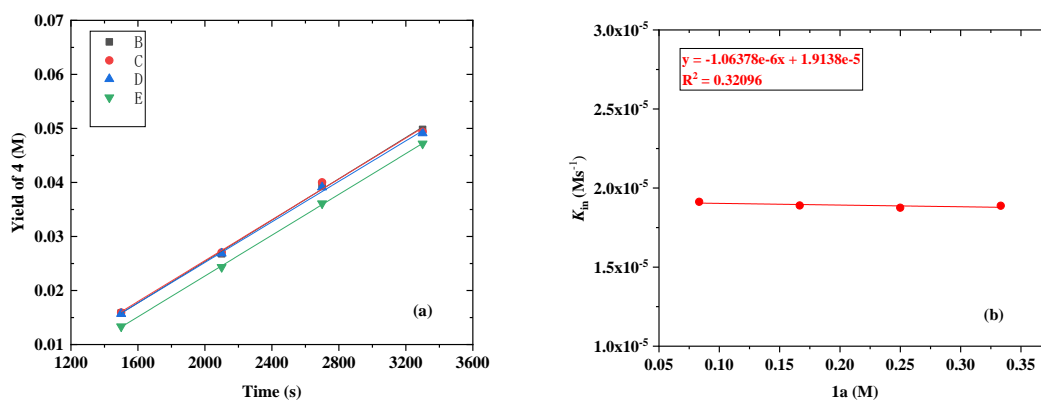 0.07
0.06
0.05
0.04
0.03
0.02
0.01
Yield of 4 (M)
B
C
D
E
(a)
1200 1600 2000 2400 2800 3200 3600
Time (s)
3.0x10⁻⁵
2.5x10⁻⁵
2.0x10⁻⁵
1.5x10⁻⁵
1.0x10⁻⁵
Kᵢₙ (Ms⁻¹)
y = -1.06378e-6x + 1.9138e-5
R² = 0.32096
(b)
0.05 0.10 0.15 0.20 0.25 0.30 0.35
1a (M)